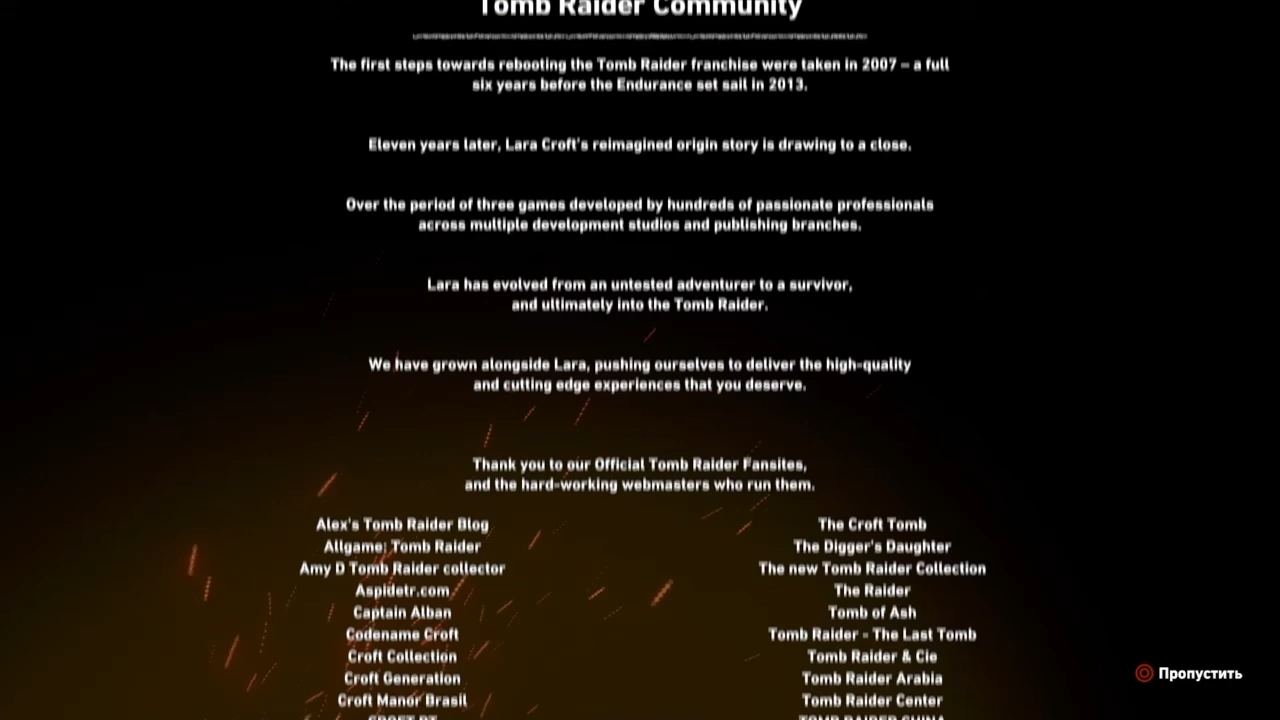 Tomb Raider Community
The first steps towards rebooting the Tomb Raider franchise were taken in 2007 – a full
six years before the Endurance set sail in 2013.
Eleven years later, Lara Croft's reimagined origin story is drawing to a close.
Over the period of three games developed by hundreds of passionate professionals
across multiple development studios and publishing branches.
Lara has evolved from an untested adventurer to a survivor,
and ultimately into the Tomb Raider.
We have grown alongside Lara, pushing ourselves to deliver the high-quality
and cutting edge experiences that you deserve.
Thank you to our Official Tomb Raider Fansites,
and the hard-working webmasters who run them.
Alex's Tomb Raider Blog
Allgame: Tomb Raider
Amy D Tomb Raider collector
Aspidetr.com
Captain Alban
Codename Croft
Croft Collection
Croft Generation
Croft Manor Brasil
The Croft Tomb
The Digger's Daughter
The new Tomb Raider Collection
The Raider
Tomb of Ash
Tomb Raider - The Last Tomb
Tomb Raider & Cie
Tomb Raider Arabia
Tomb Raider Center
Пропустить